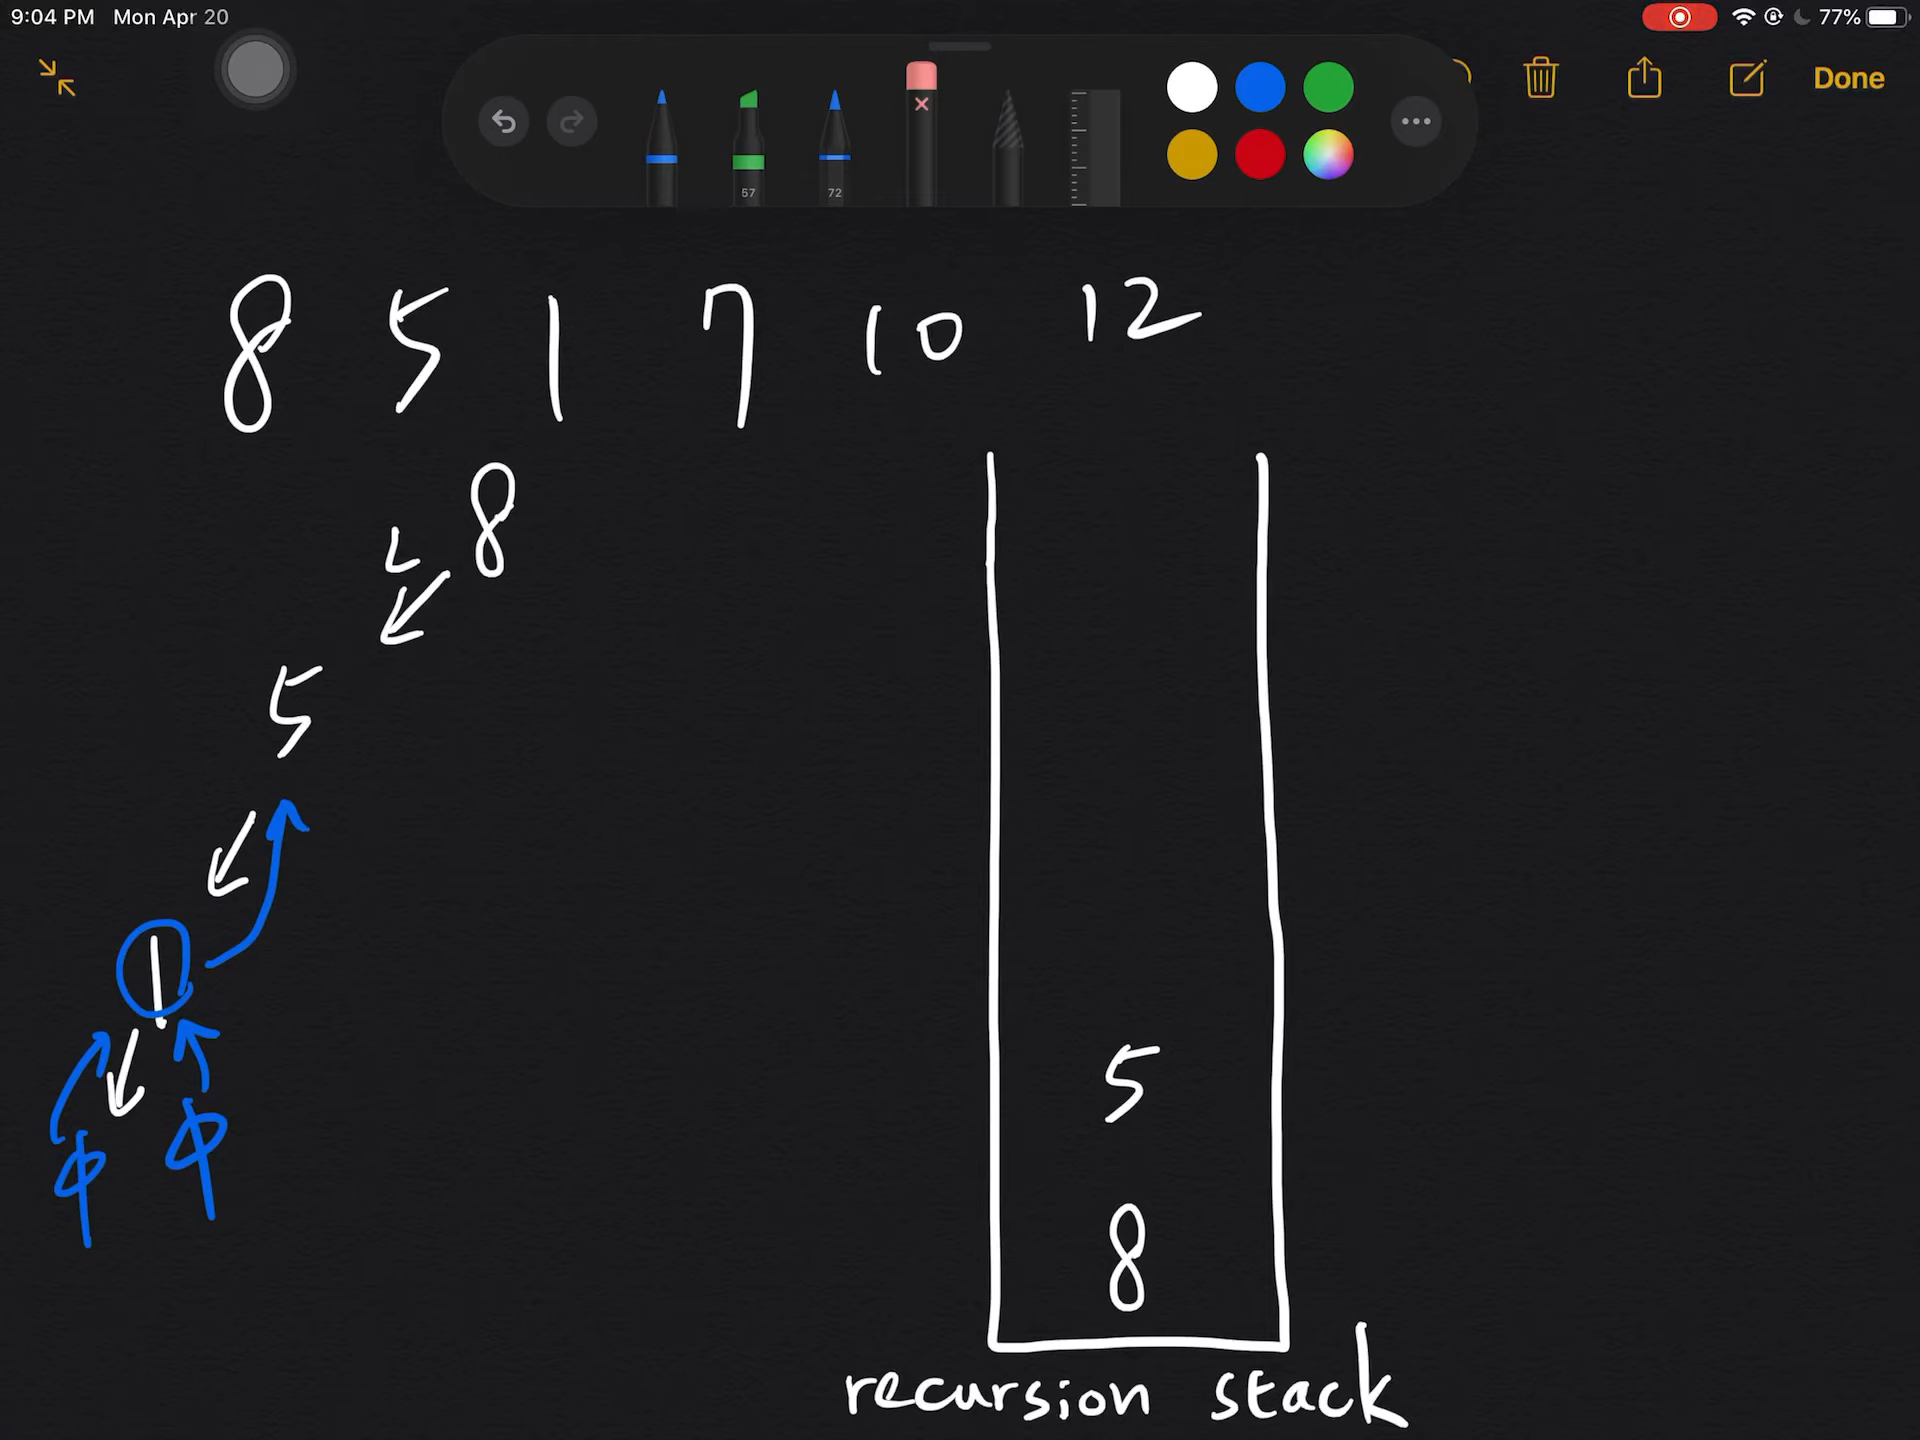 9:04 PM Mon Apr 20 77%
Done
57 72
8 5 1 7 10 12
8
L
5
1
ϕ ϕ
5
8
recursion stack